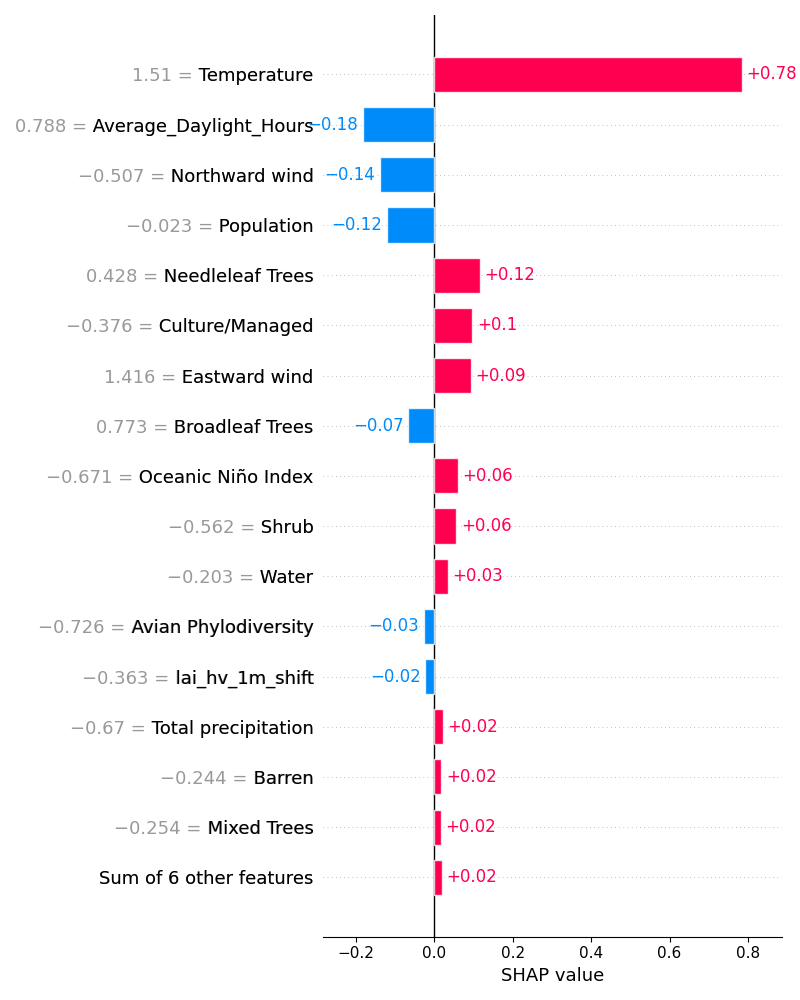 1.51 = Temperature +0.78
0.788 = Average_Daylight_Hours −0.18
−0.507 = Northward wind −0.14
−0.023 = Population −0.12
0.428 = Needleleaf Trees +0.12
−0.376 = Culture/Managed +0.1
1.416 = Eastward wind +0.09
0.773 = Broadleaf Trees −0.07
−0.671 = Oceanic Niño Index +0.06
−0.562 = Shrub +0.06
−0.203 = Water +0.03
−0.726 = Avian Phylodiversity −0.03
−0.363 = lai_hv_1m_shift −0.02
−0.67 = Total precipitation +0.02
−0.244 = Barren +0.02
−0.254 = Mixed Trees +0.02
Sum of 6 other features +0.02
−0.2 0.0 0.2 0.4 0.6 0.8
SHAP value